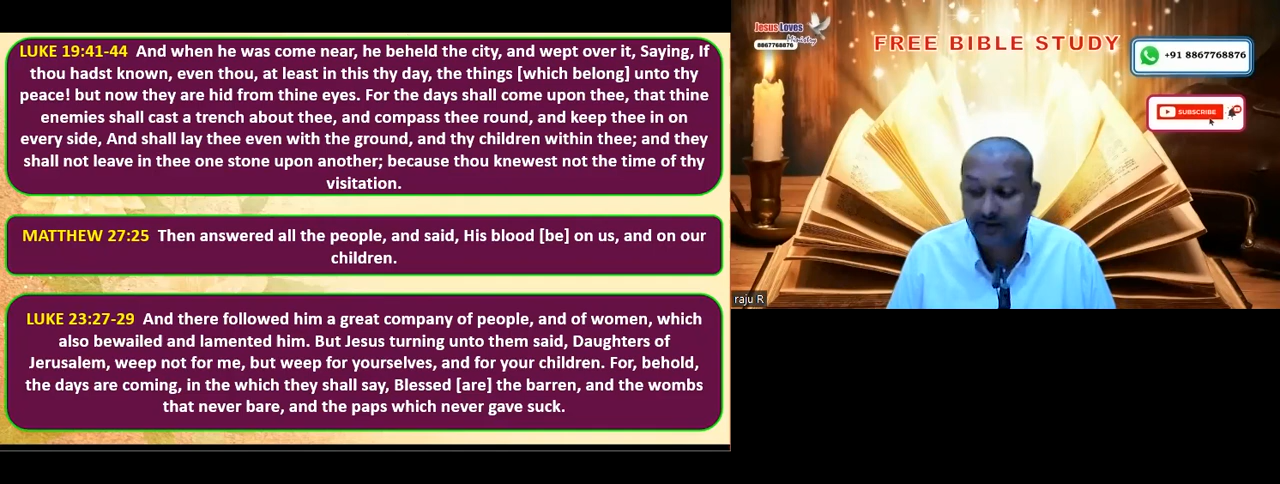 LUKE 19:41-44 And when he was come near, he beheld the city, and wept over it, Saying, If
thou hadst known, even thou, at least in this thy day, the things [which belong] unto thy
peace! but now they are hid from thine eyes. For the days shall come upon thee, that thine
enemies shall cast a trench about thee, and compass thee round, and keep thee in on
every side, And shall lay thee even with the ground, and thy children within thee; and they
shall not leave in thee one stone upon another; because thou knewest not the time of thy
visitation.
MATTHEW 27:25 Then answered all the people, and said, His blood [be] on us, and on our
children.
LUKE 23:27-29 And there followed him a great company of people, and of women, which
also bewailed and lamented him. But Jesus turning unto them said, Daughters of
Jerusalem, weep not for me, but weep for yourselves, and for your children. For, behold,
the days are coming, in the which they shall say, Blessed [are] the barren, and the wombs
that never bare, and the paps which never gave suck.
Jesus Loves
Ministry
8867768876
FREE BIBLE STUDY
+91 8867768876
SUBSCRIBE
raju R